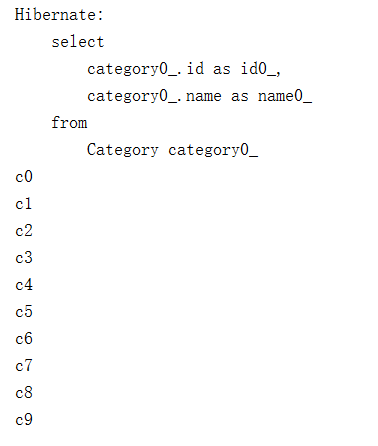 Hibernate:
    select
        category0_.id as id0_,
        category0_.name as name0_
    from
        Category category0_
c0
c1
c2
c3
c4
c5
c6
c7
c8
c9